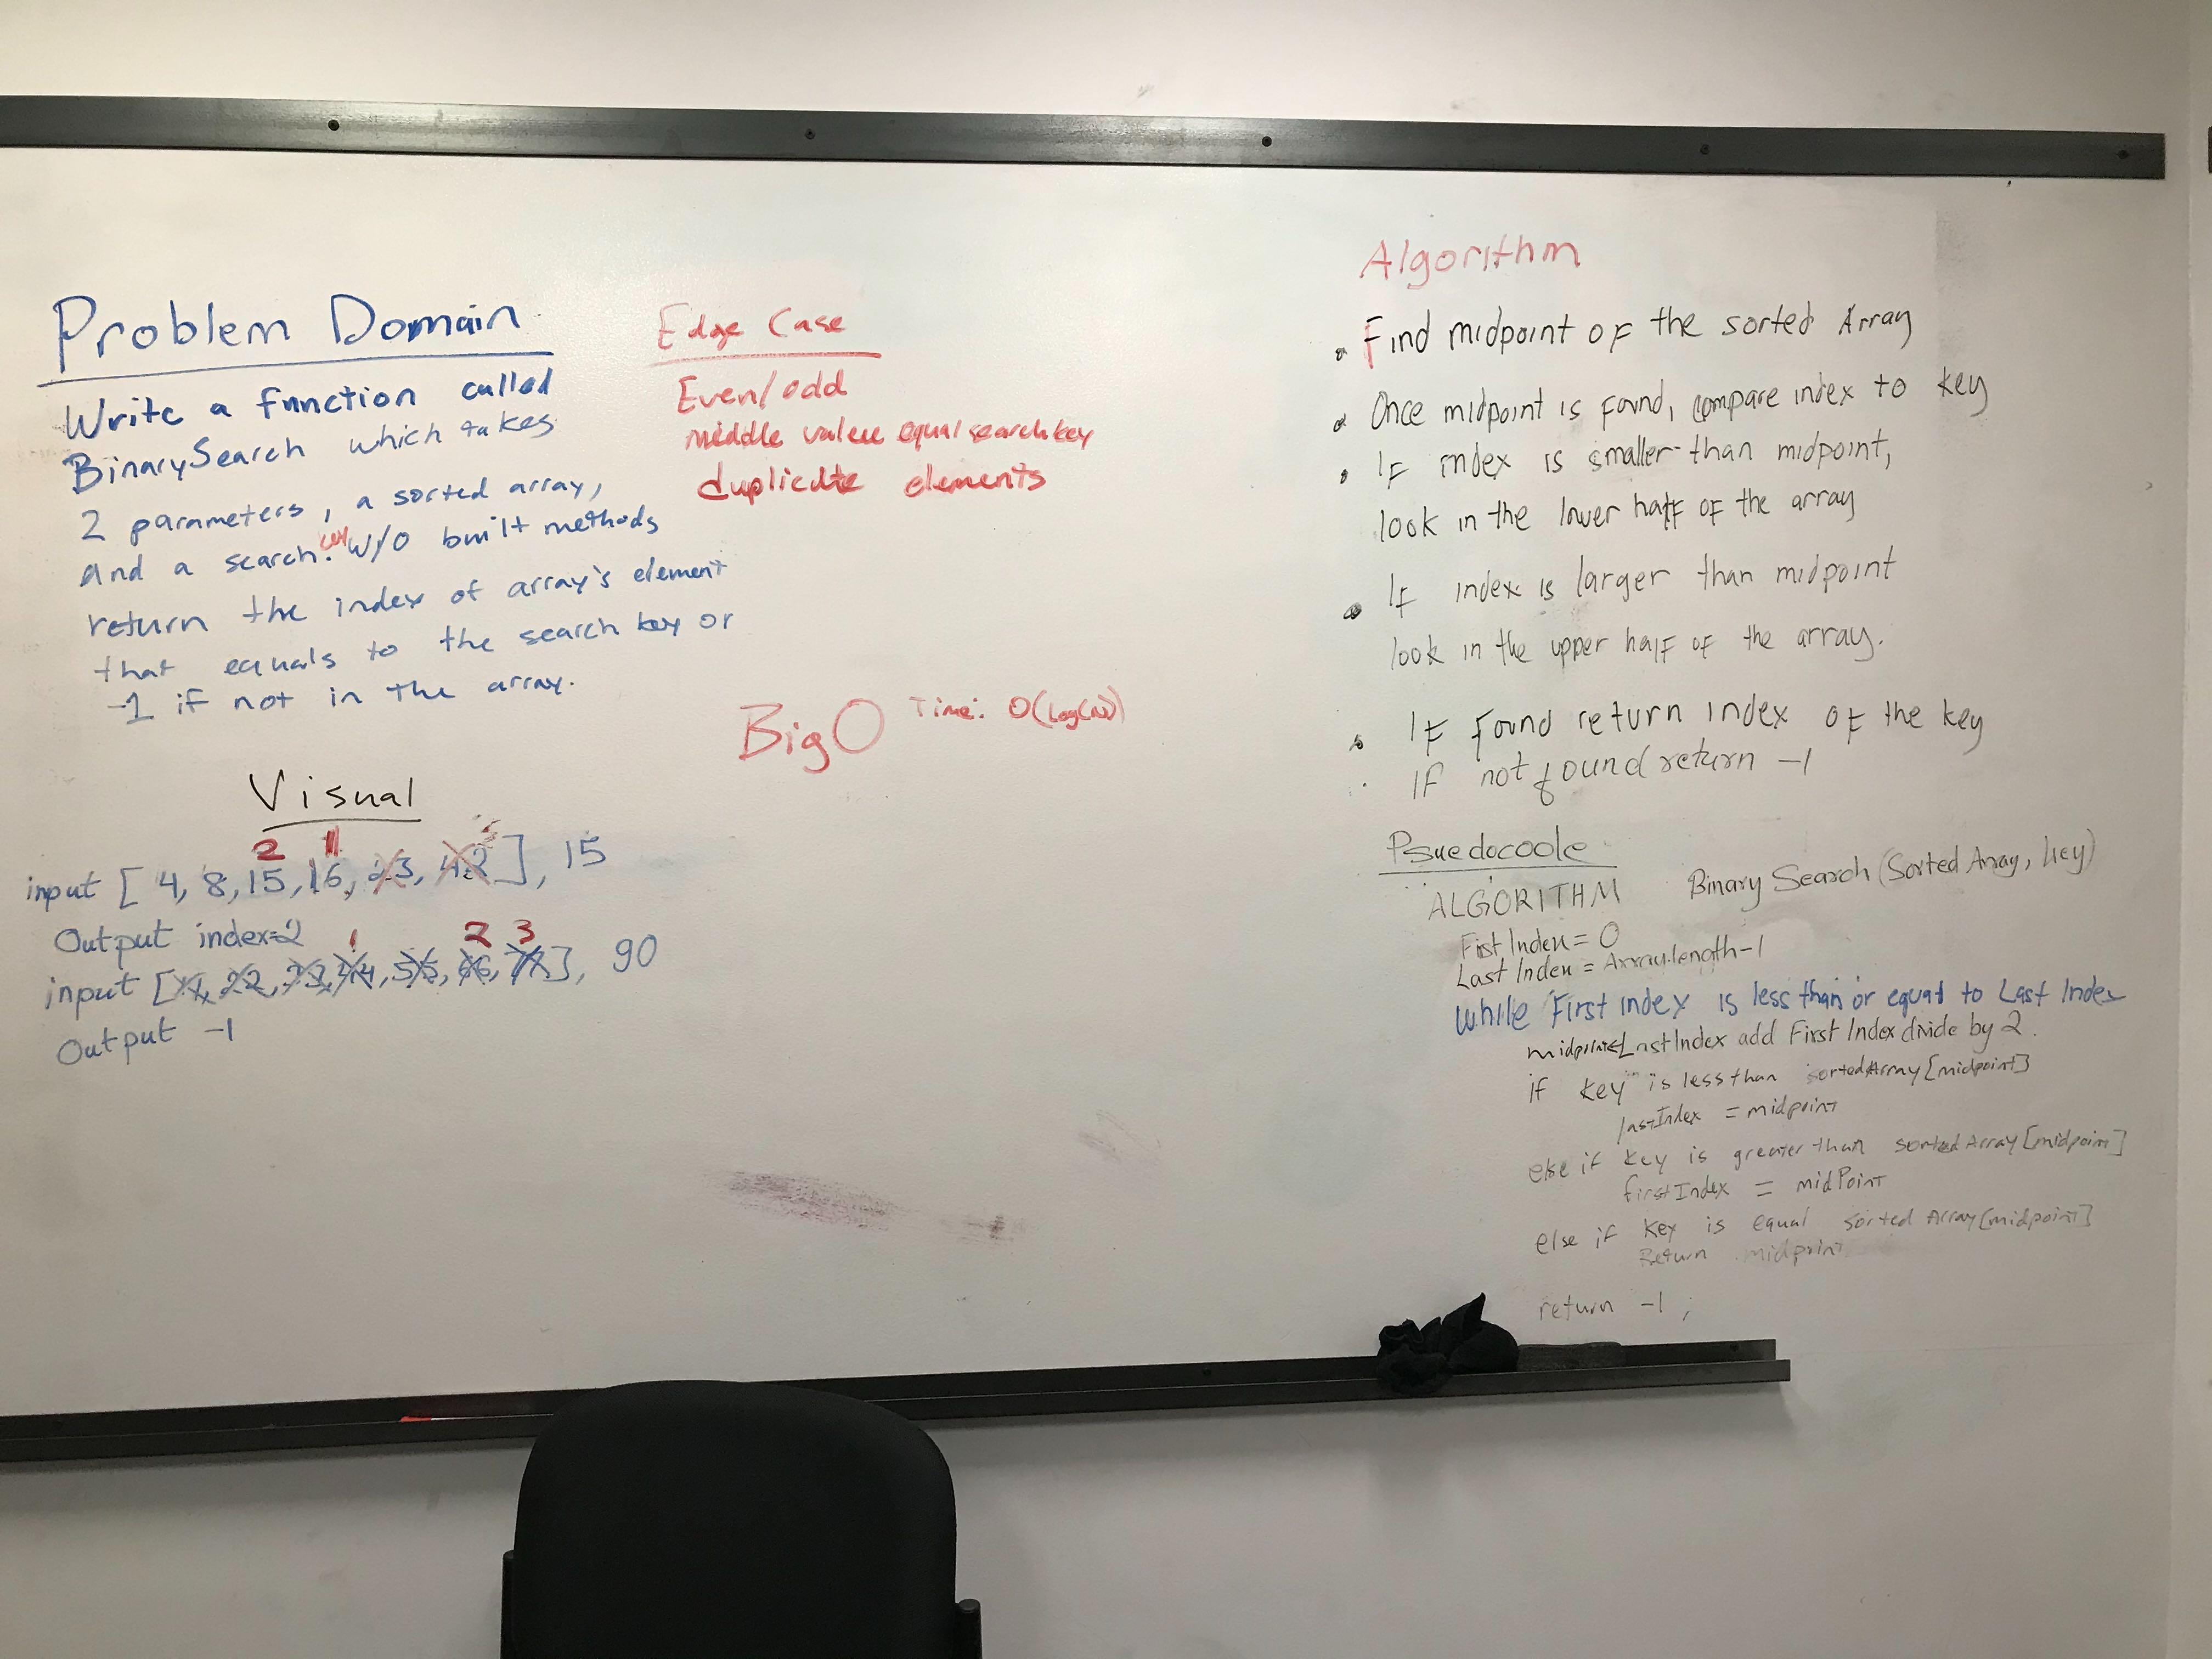 Problem Domain
Write a function called
BinarySearch which takes
2 parameters, a sorted array,
And a search. key W/O built methods
return the index of array's element
that equals to the search key or
-1 if not in the array.
Edge Case
Even/odd
middle value equal search key
duplicate elements
Big O Time: O(Log(n))
Visual
2 1
input [ 4, 8, 15, 16, 23, 42 ], 15
Output index=2
1 2 3
input [11, 22, 33, 44, 55, 66, 77], 90
Output -1
Algorithm
Find midpoint of the sorted Array
Once midpoint is found, compare index to key
If index is smaller than midpoint,
look in the lower half of the array
If index is larger than midpoint
look in the upper half of the array.
If found return index of the key
If not found return -1
Psuedocode
ALGORITHM Binary Search (Sorted Array, key)
Fist Index = 0
Last Index = Array.length-1
While First Index is less than or equal to Last Index
midpoint<LastIndex add First Index divide by 2.
if key is less than sortedArray[midpoint]
lastIndex = midpoint
else if key is greater than sortedArray[midpoint]
firstIndex = midPoint
else if key is equal sorted Array[midpoint]
Return midpoint
return -1 ;